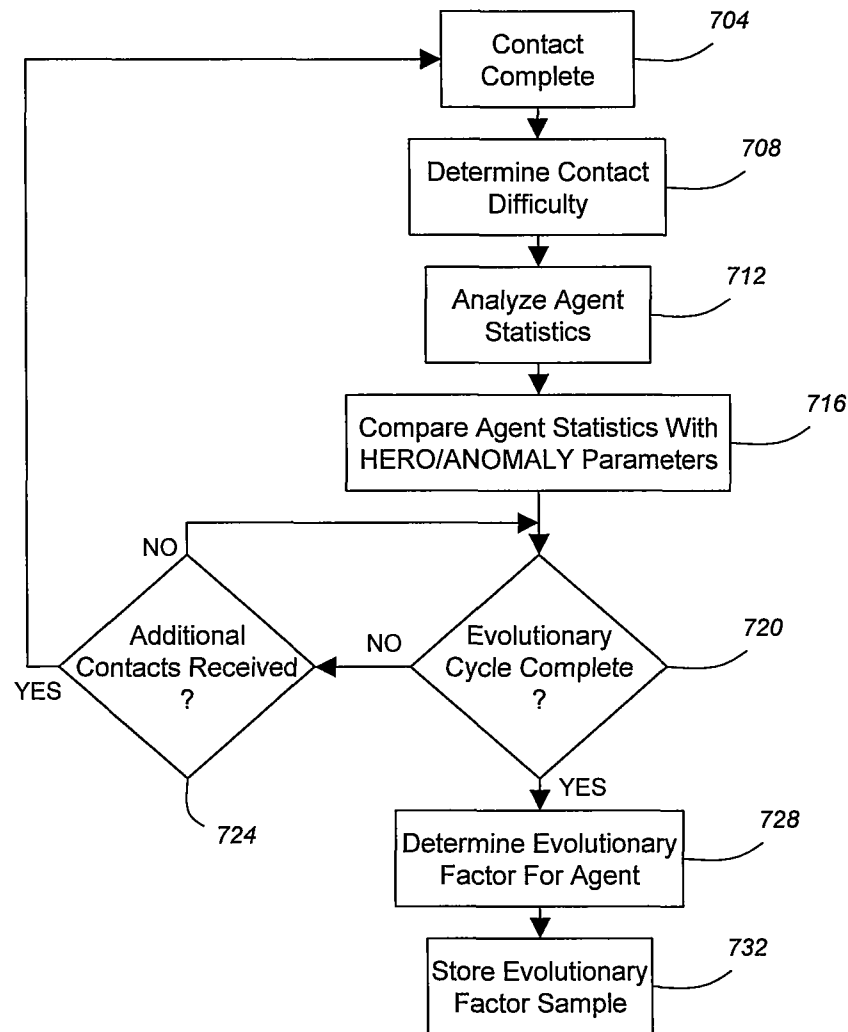 704
Contact
Complete
708
Determine Contact
Difficulty
712
Analyze Agent
Statistics
716
Compare Agent Statistics With
HERO/ANOMALY Parameters
NO
Additional
Contacts Received
?
YES
724
NO
Evolutionary
Cycle Complete
?
720
YES
728
Determine Evolutionary
Factor For Agent
732
Store Evolutionary
Factor Sample